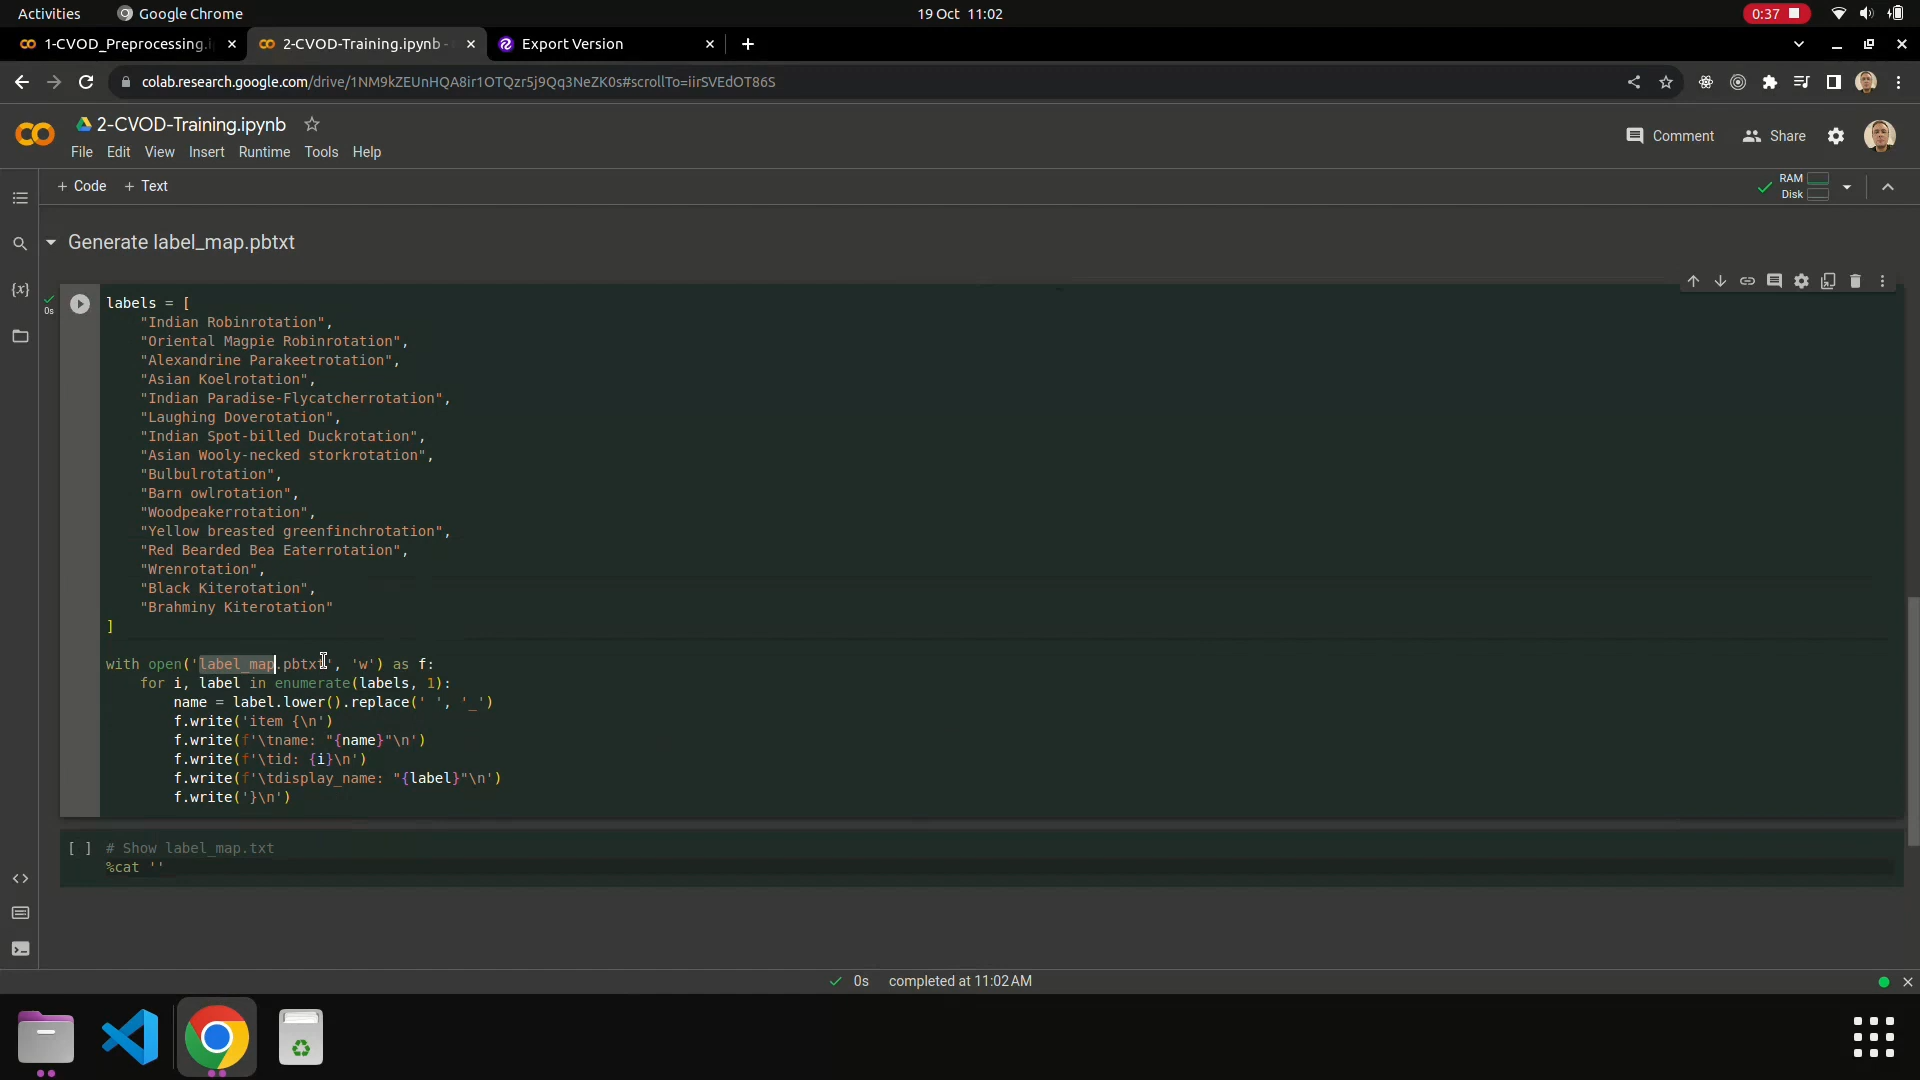 Activities Google Chrome 19 Oct 11:02 0:37
1-CVOD_Preprocessing.i 2-CVOD-Training.ipynb - Export Version
colab.research.google.com/drive/1NM9kZEUnHQA8ir1OTQzr5j9Qq3NeZK0s#scrollTo=iirSVEdOT86S
2-CVOD-Training.ipynb
Comment Share
File Edit View Insert Runtime Tools Help
+ Code + Text
RAM
Disk
Generate label_map.pbtxt
{x}
0s
labels = [
"Indian Robinrotation",
"Oriental Magpie Robinrotation",
"Alexandrine Parakeetrotation",
"Asian Koelrotation",
"Indian Paradise-Flycatcherrotation",
"Laughing Doverotation",
"Indian Spot-billed Duckrotation",
"Asian Wooly-necked storkrotation",
"Bulbulrotation",
"Barn owlrotation",
"Woodpeakerrotation",
"Yellow breasted greenfinchrotation",
"Red Bearded Bea Eaterrotation",
"Wrenrotation",
"Black Kiterotation",
"Brahminy Kiterotation"
]
with open('label_map.pbtxt', 'w') as f:
for i, label in enumerate(labels, 1):
name = label.lower().replace(' ', '_')
f.write('item {\n')
f.write(f'\tname: "{name}"\n')
f.write(f'\tid: {i}\n')
f.write(f'\tdisplay_name: "{label}"\n')
f.write('}\n')
[ ] # Show label_map.txt
%cat ''
0s completed at 11:02 AM